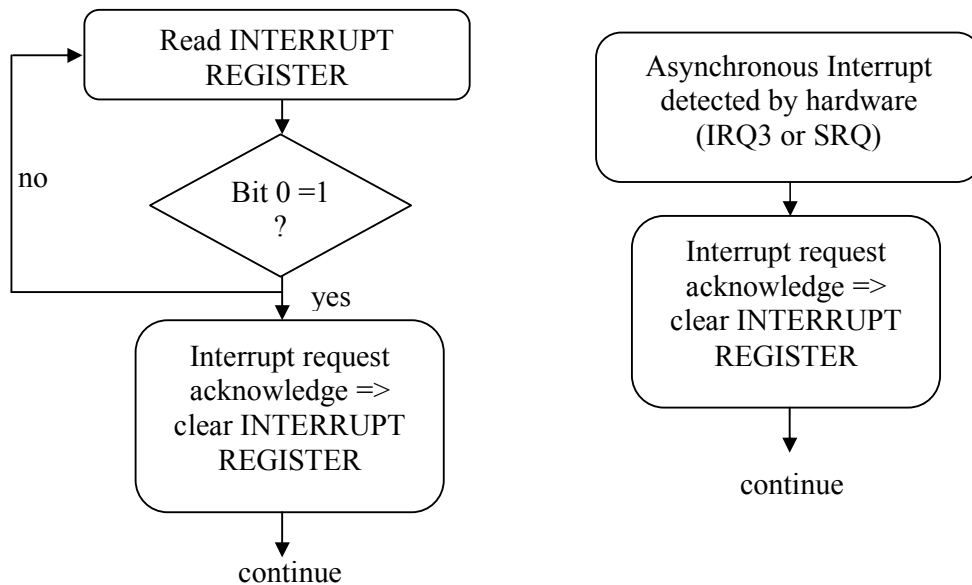 Read INTERRUPT
REGISTER
no
Bit 0 =1
?
yes
Interrupt request
acknowledge =>
clear INTERRUPT
REGISTER
continue
Asynchronous Interrupt
detected by hardware
(IRQ3 or SRQ)
Interrupt request
acknowledge =>
clear INTERRUPT
REGISTER
continue